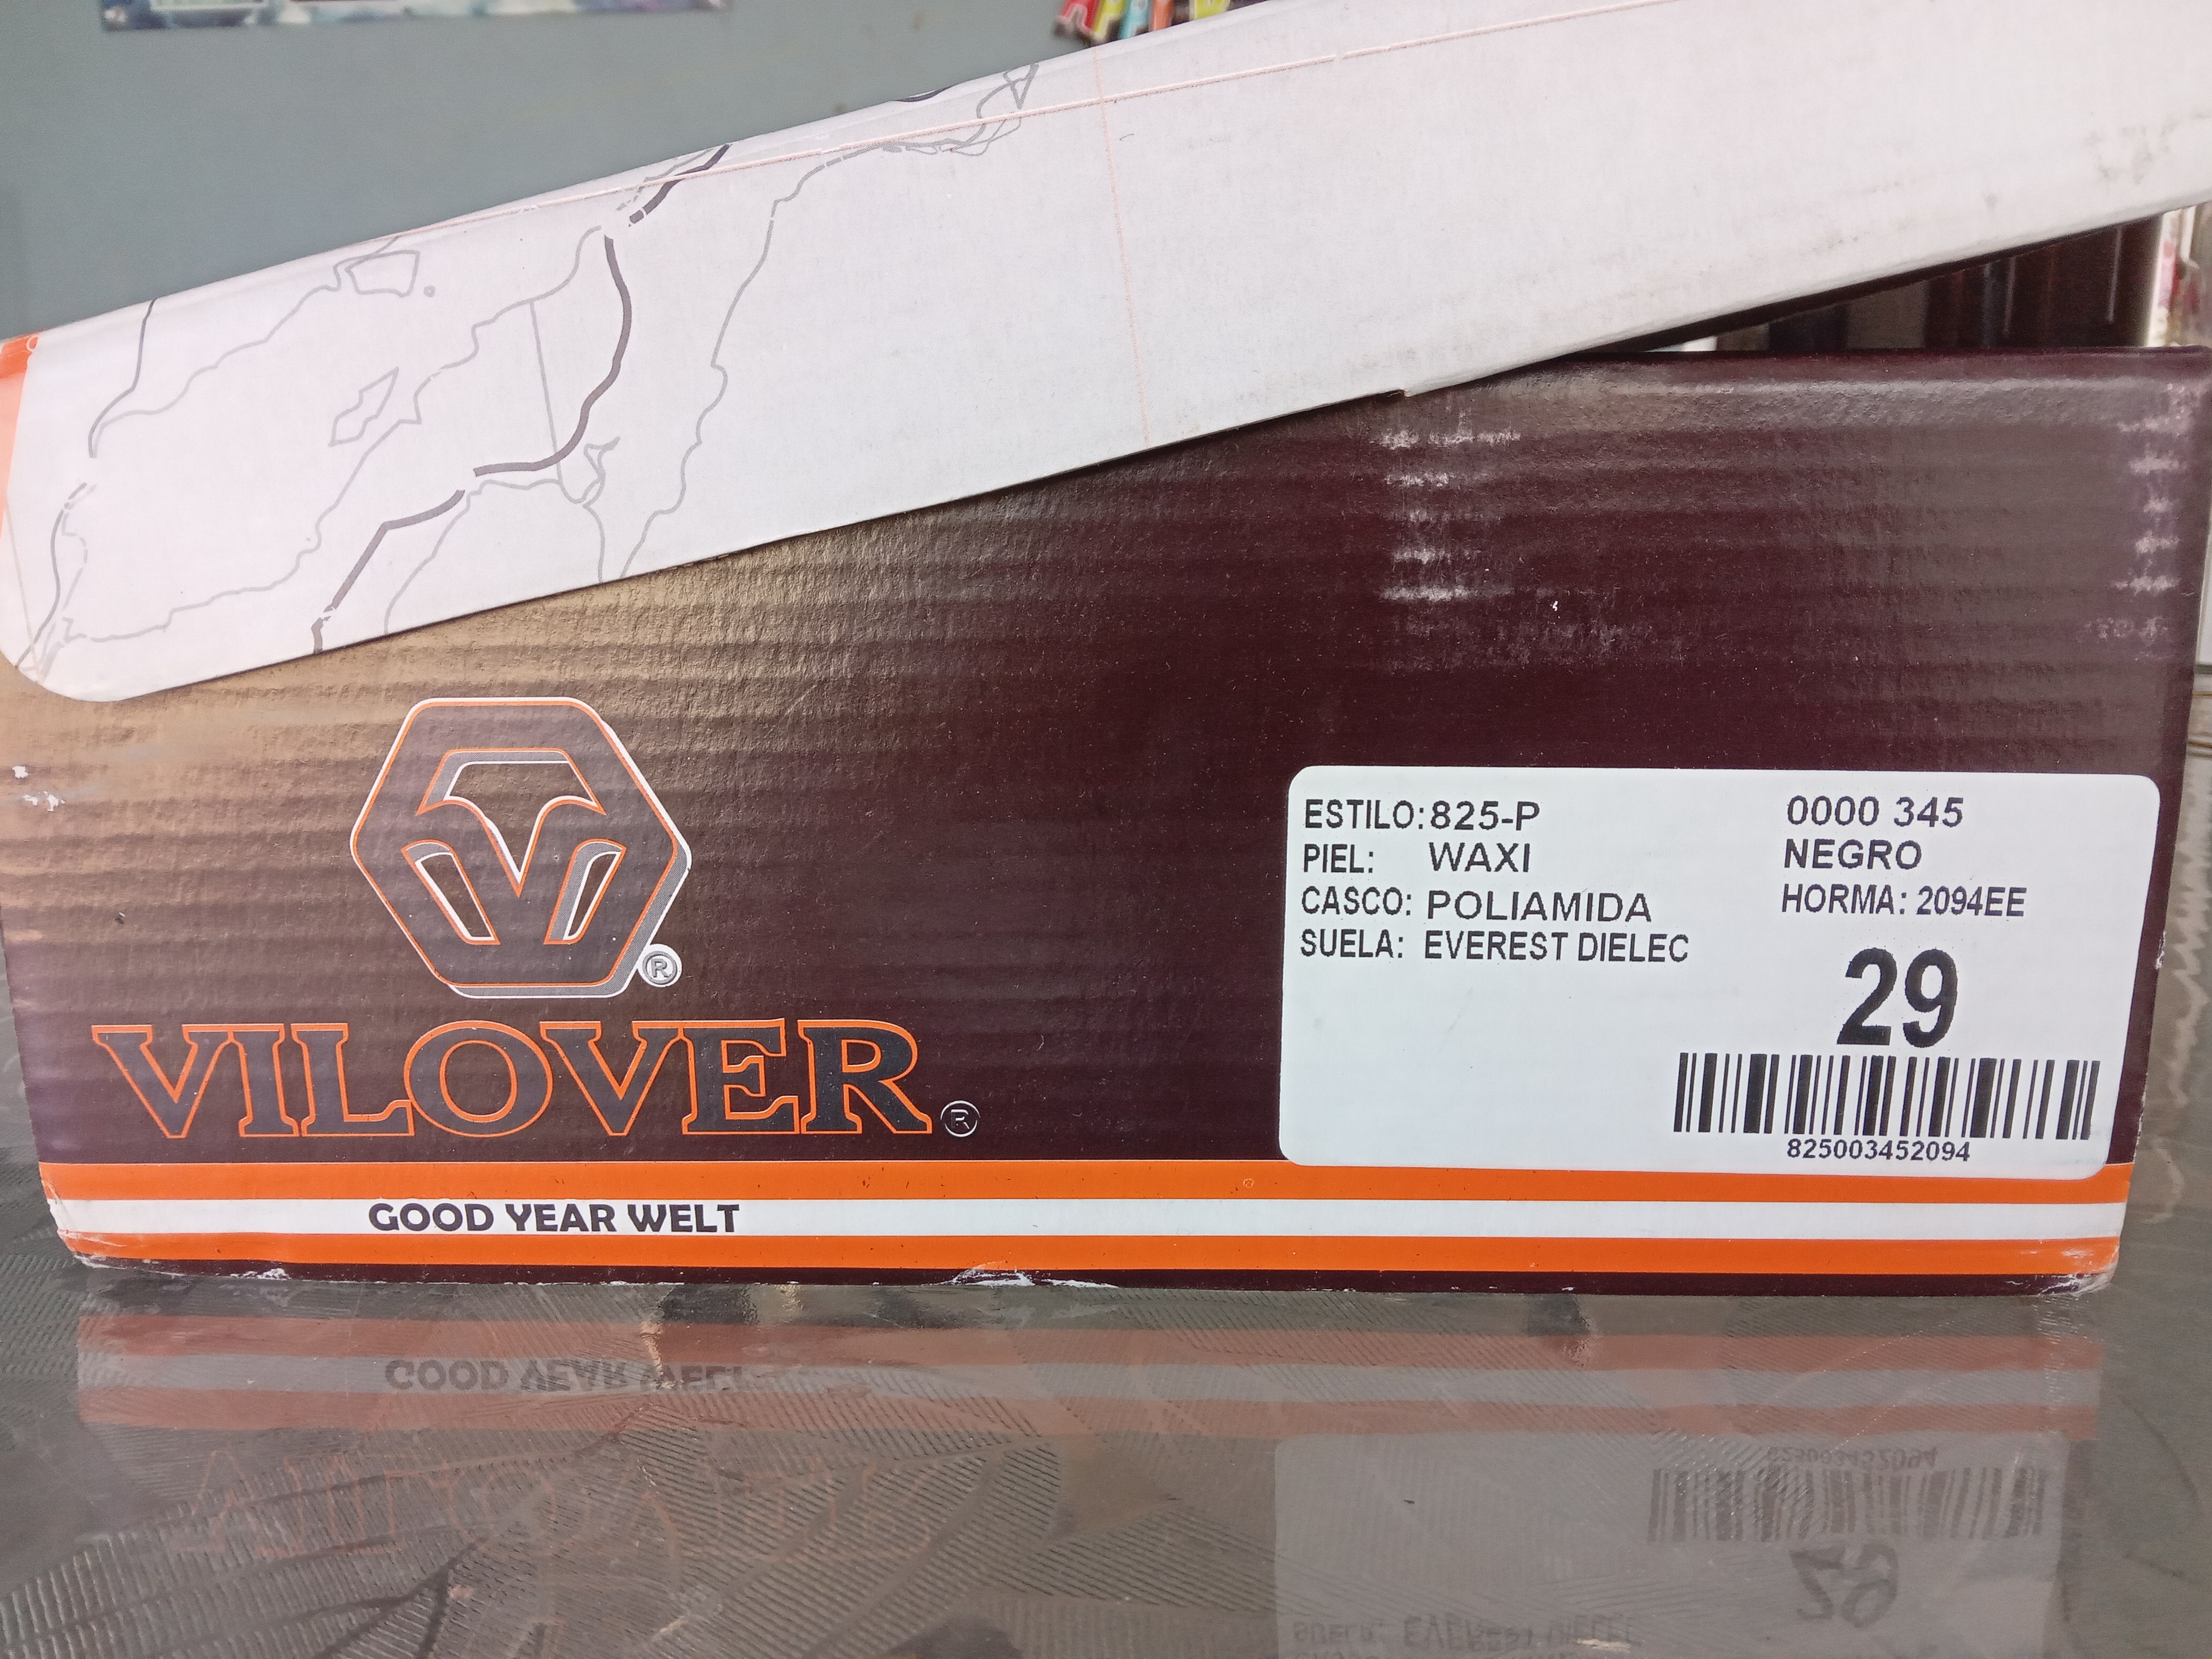 VILOVER®
GOOD YEAR WELT
ESTILO: 825-P 0000 345
PIEL: WAXI NEGRO
CASCO: POLIAMIDA HORMA: 2094EE
SUELA: EVEREST DIELEC
29
825003452094